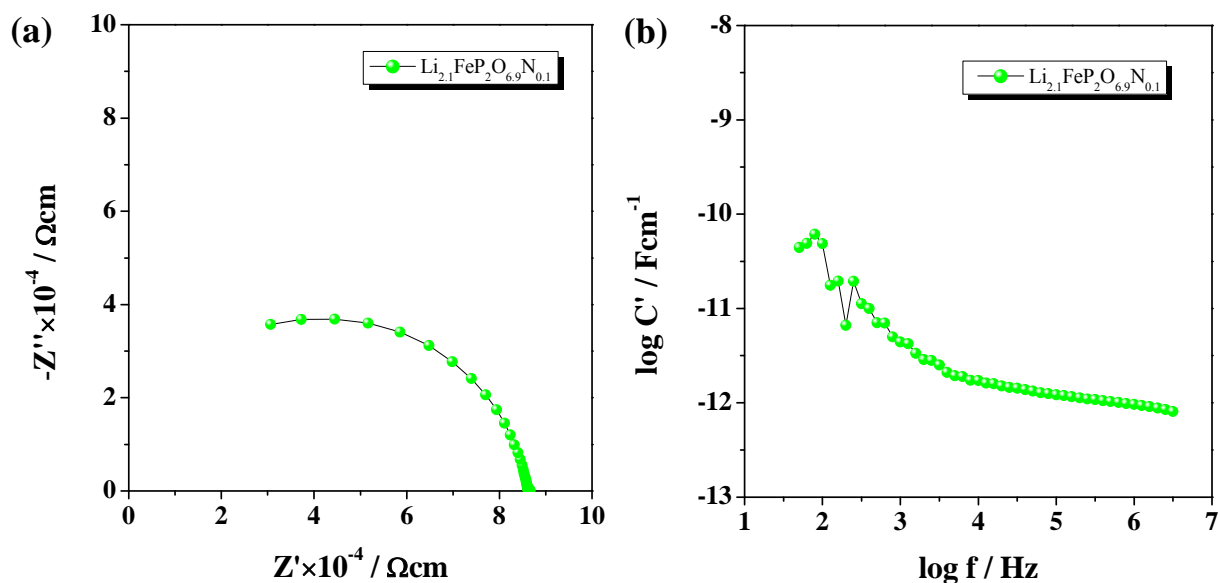 (a)
10
8
6
4
2
0
-Z''×10⁻⁴ / Ωcm
Li₂.₁FeP₂O₆.₉N₀.₁
0 2 4 6 8 10
Z'×10⁻⁴ / Ωcm
(b)
-8
-9
-10
-11
-12
-13
log C' / Fcm⁻¹
Li₂.₁FeP₂O₆.₉N₀.₁
1 2 3 4 5 6 7
log f / Hz